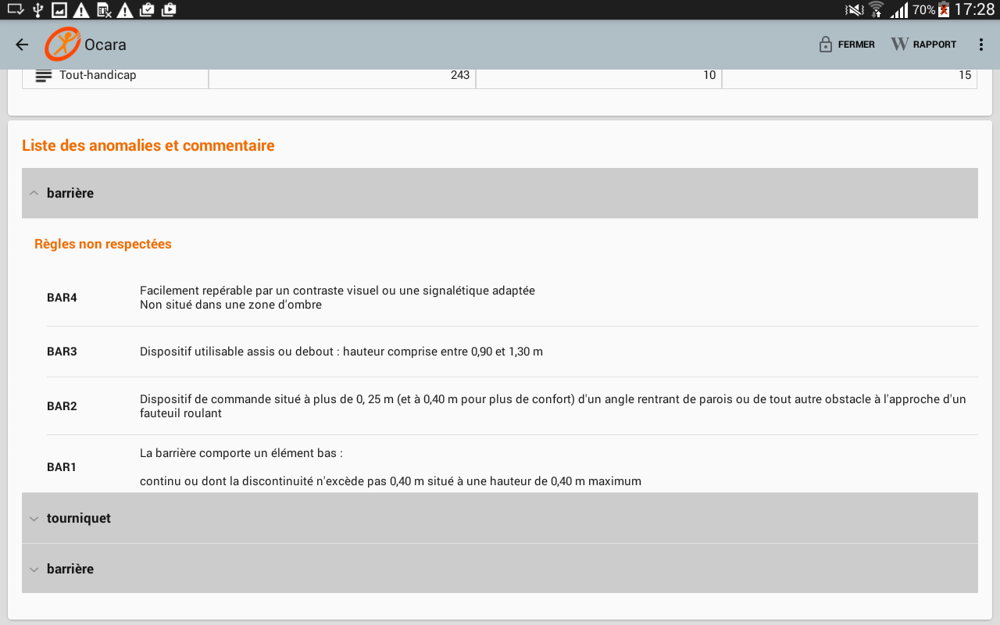 70%
17:28
Ocara
FERMER
W RAPPORT
Tout-handicap 243 10 15
Liste des anomalies et commentaire
barrière
Règles non respectées
BAR4
Facilement repérable par un contraste visuel ou une signalétique adaptée
Non situé dans une zone d'ombre
BAR3
Dispositif utilisable assis ou debout : hauteur comprise entre 0,90 et 1,30 m
BAR2
Dispositif de commande situé à plus de 0, 25 m (et à 0,40 m pour plus de confort) d'un angle rentrant de parois ou de tout autre obstacle à l'approche d'un
fauteuil roulant
BAR1
La barrière comporte un élément bas :
continu ou dont la discontinuité n'excède pas 0,40 m situé à une hauteur de 0,40 m maximum
tourniquet
barrière